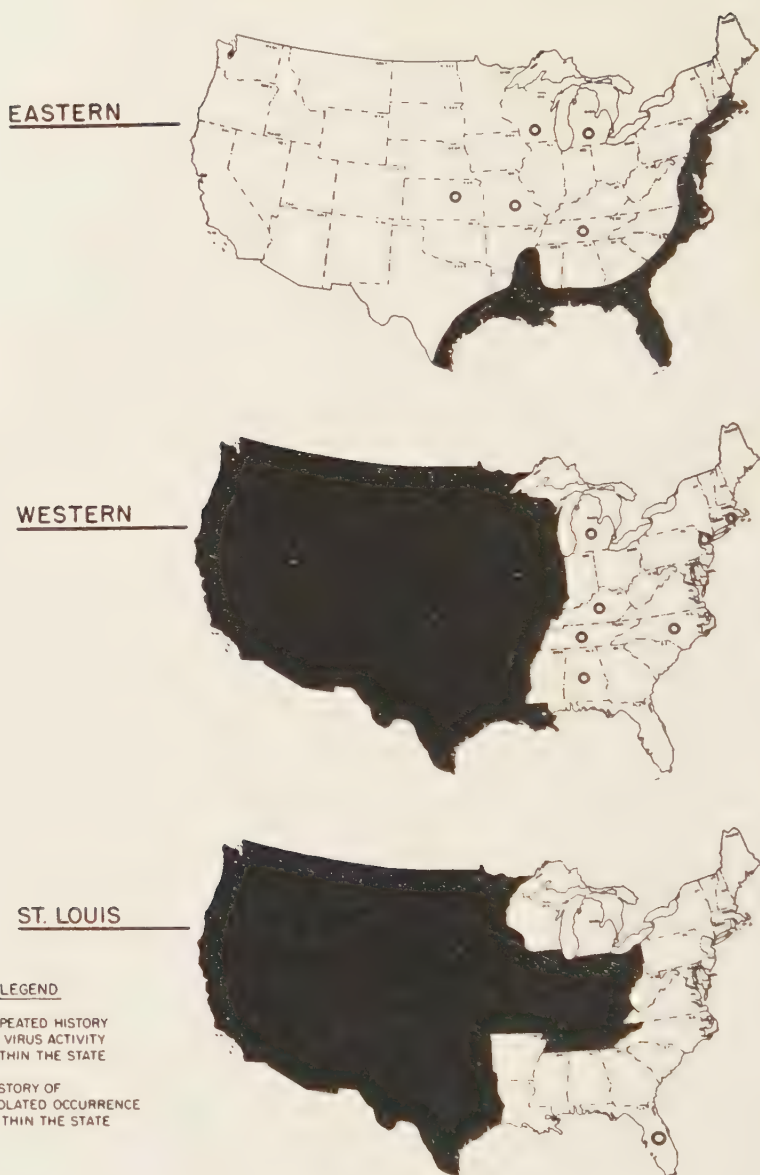 EASTERN
WESTERN
ST. LOUIS
LEGEND
PEATED HISTORY
VIRUS ACTIVITY
THIN THE STATE
STORY OF
OLATED OCCURRENCE
THIN THE STATE